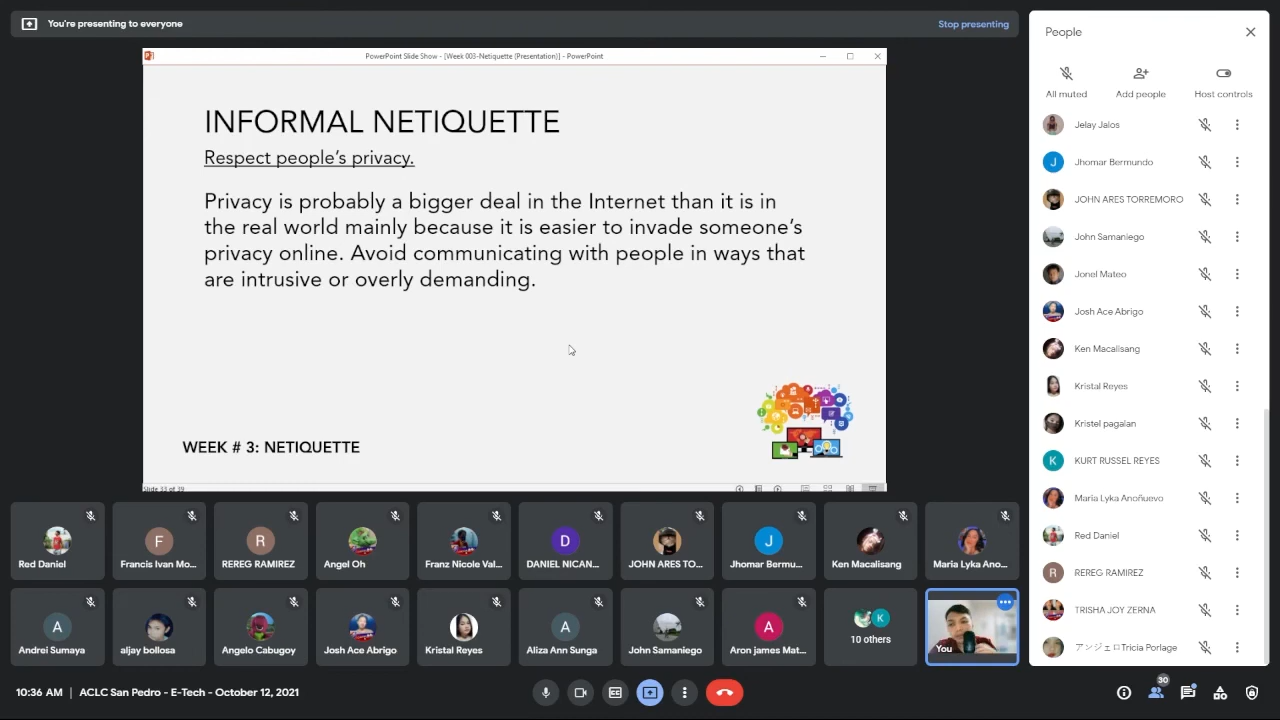 You're presenting to everyone
Stop presenting
PowerPoint Slide Show - [Week 003-Netiquette (Presentation)] - PowerPoint
INFORMAL NETIQUETTE
Respect people's privacy.
Privacy is probably a bigger deal in the Internet than it is in
the real world mainly because it is easier to invade someone's
privacy online. Avoid communicating with people in ways that
are intrusive or overly demanding.
WEEK # 3: NETIQUETTE
Slide 33 of 39
Red Daniel
Francis Ivan Mo...
REREG RAMIREZ
Angel Oh
Franz Nicole Val...
DANIEL NICAN...
JOHN ARES TO...
Jhomar Bermu...
Ken Macalisang
Maria Lyka Ano...
F
R
D
J
Andrei Sumaya
aljay bollosa
Angelo Cabugoy
Josh Ace Abrigo
Kristal Reyes
Aliza Ann Sunga
John Samaniego
Aron james Mat...
10 others
You
A
A
A
K
10:36 AM | ACLC San Pedro - E-Tech - October 12, 2021
30
People
All muted
Add people
Host controls
Jelay Jalos
J
Jhomar Bermundo
JOHN ARES TORREMORO
John Samaniego
Jonel Mateo
Josh Ace Abrigo
Ken Macalisang
Kristal Reyes
Kristel pagalan
K
KURT RUSSEL REYES
Maria Lyka Anoñuevo
Red Daniel
R
REREG RAMIREZ
TRISHA JOY ZERNA
アンジェロTricia Porlage